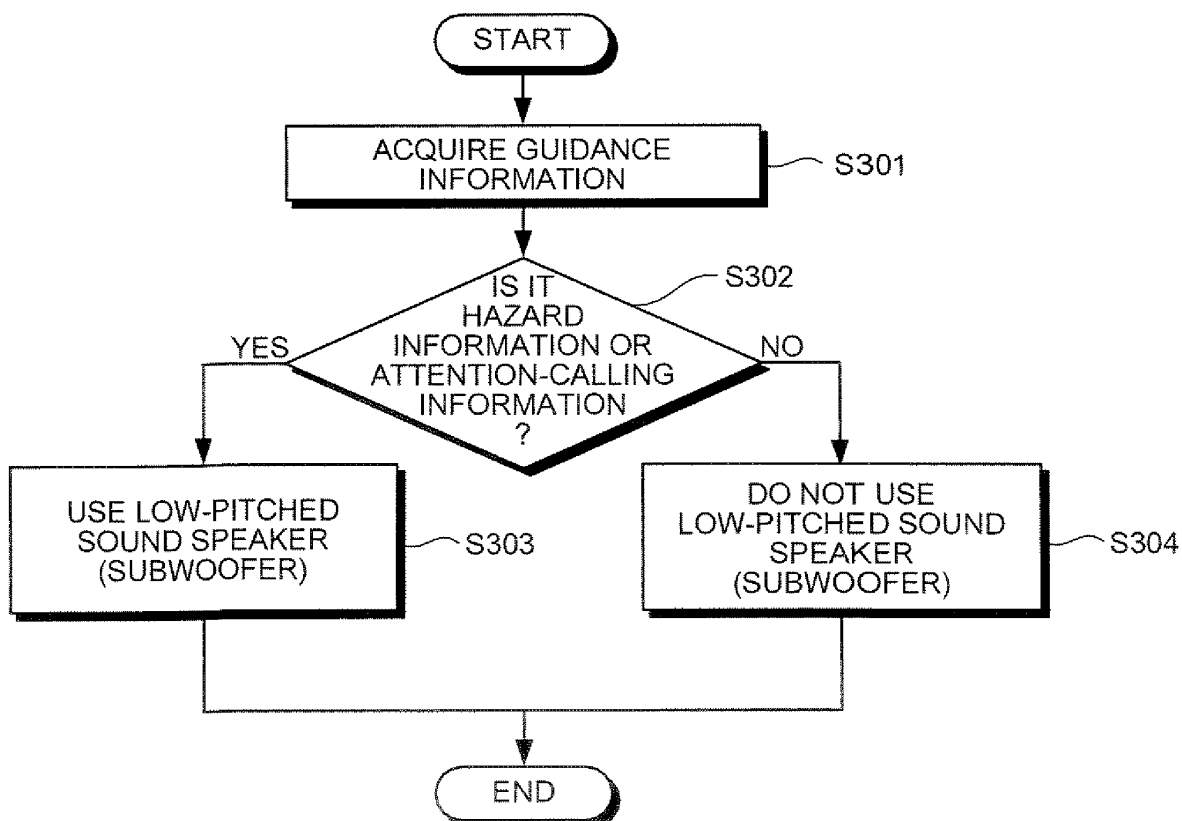 START
ACQUIRE GUIDANCE
INFORMATION
S301
IS IT
HAZARD
INFORMATION OR
ATTENTION-CALLING
INFORMATION
?
S302
YES
NO
USE LOW-PITCHED
SOUND SPEAKER
(SUBWOOFER)
S303
DO NOT USE
LOW-PITCHED SOUND
SPEAKER
(SUBWOOFER)
S304
END